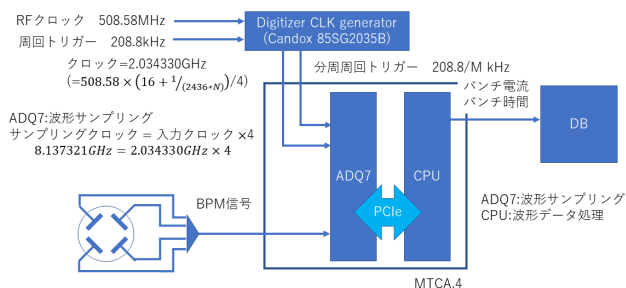 RFクロック 508.58MHz
周回トリガー 208.8kHz
Digitizer CLK generator
(Candox 85SG2035B)
クロック=2.034330GHz
(=508.58 × (16 + 1/(2436*N))/4)
分周周回トリガー 208.8/M kHz
バンチ電流
バンチ時間
DB
ADQ7:波形サンプリング
サンプリングクロック = 入力クロック ×4
8.137321GHz = 2.034330GHz × 4
ADQ7
CPU
PCIe
BPM信号
ADQ7:波形サンプリング
CPU:波形データ処理
MTCA.4